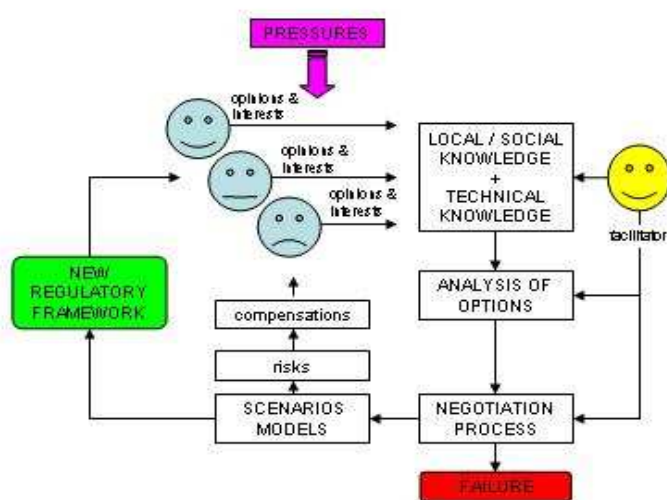 PRESSURES
opinions &
interests
opinions &
interests
opinions &
interests
LOCAL / SOCIAL
KNOWLEDGE
+
TECHNICAL
KNOWLEDGE
facilitator
NEW
REGULATORY
FRAMEWORK
ANALYSIS OF
OPTIONS
compensations
risks
SCENARIOS
MODELS
NEGOTIATION
PROCESS
FAILURE